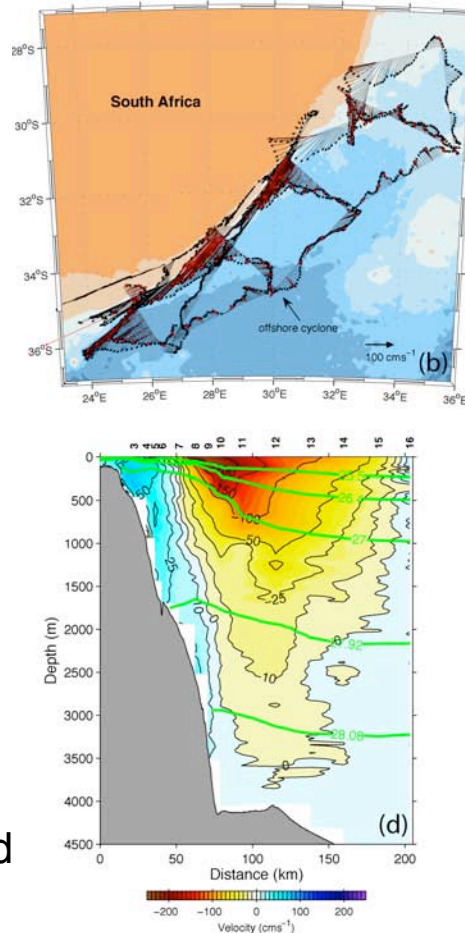 28°S
South Africa
30°S
32°S
34°S
offshore cyclone
36°S
100 cms⁻¹
(b)
24°E 26°E 28°E 30°E 32°E 34°E 36°E
3 4 5 6 7 8 9 10 11 12 13 14 15 16
0
500
1000
1500
2000
2500
3000
3500
4000
4500
Depth (m)
-100
-50
-25
-10
0
27
28.08
(d)
d
0 50 100 150 200
Distance (km)
-200 -100 0 100 200
Velocity (cms⁻¹)